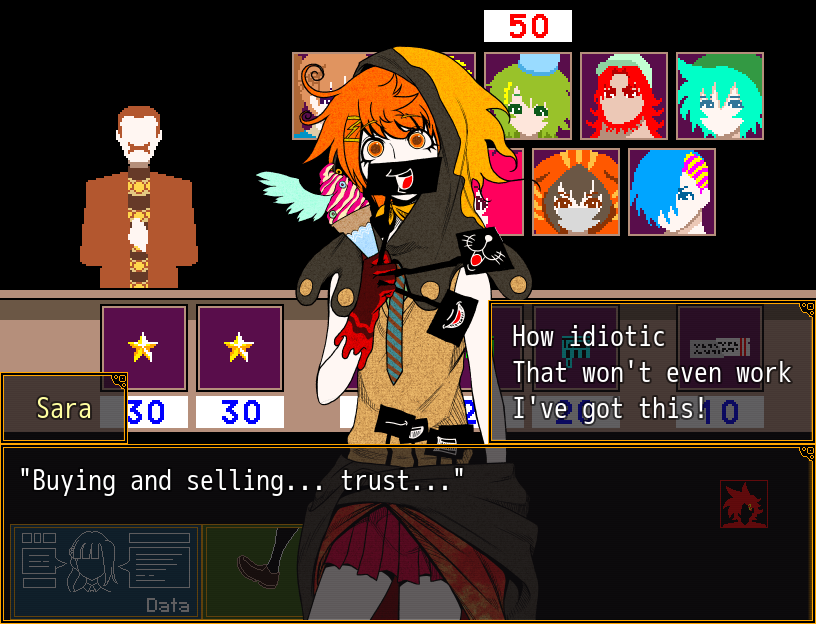 50
How idiotic
That won't even work
I've got this!
30
30
20
10
Sara
"Buying and selling... trust..."
Data